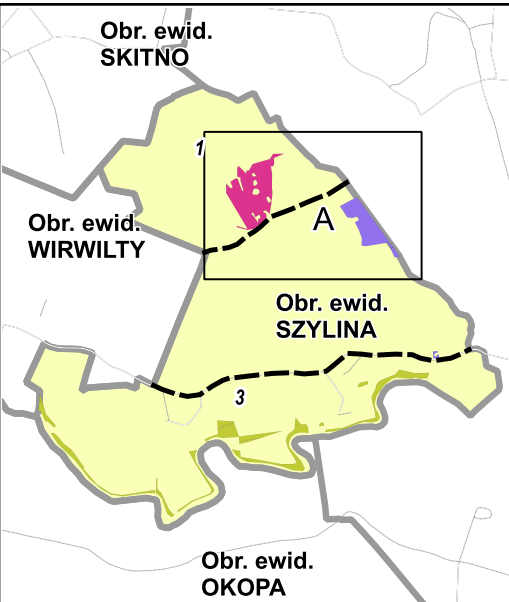 Obr. ewid.
SKITNO
1
Obr. ewid.
WIRWILTY
A
Obr. ewid.
SZYLINA
3
Obr. ewid.
OKOPA